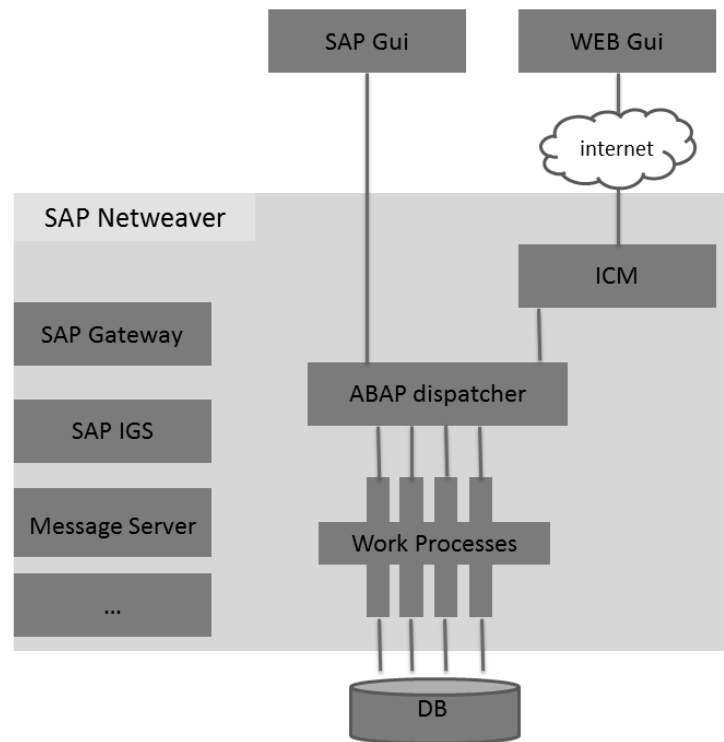 SAP Gui
WEB Gui
internet
SAP Netweaver
ICM
SAP Gateway
ABAP dispatcher
SAP IGS
Message Server
Work Processes
...
DB